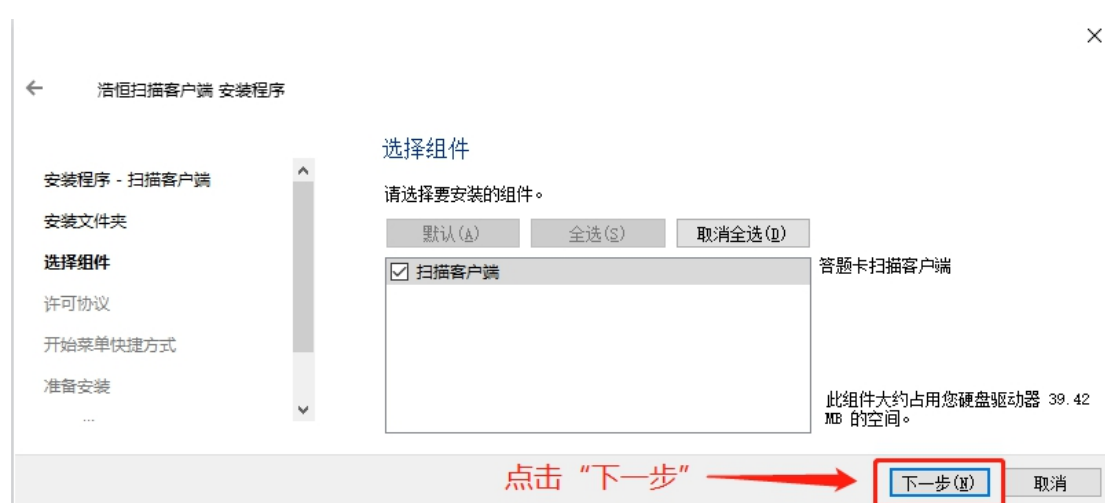 浩恒扫描客户端 安装程序
安装程序 - 扫描客户端
安装文件夹
选择组件
许可协议
开始菜单快捷方式
准备安装
...
选择组件
请选择要安装的组件。
默认(A) 全选(S) 取消全选(D)
扫描客户端
答题卡扫描客户端
此组件大约占用您硬盘驱动器 39.42
MB 的空间。
点击“下一步” 下一步(N) 取消